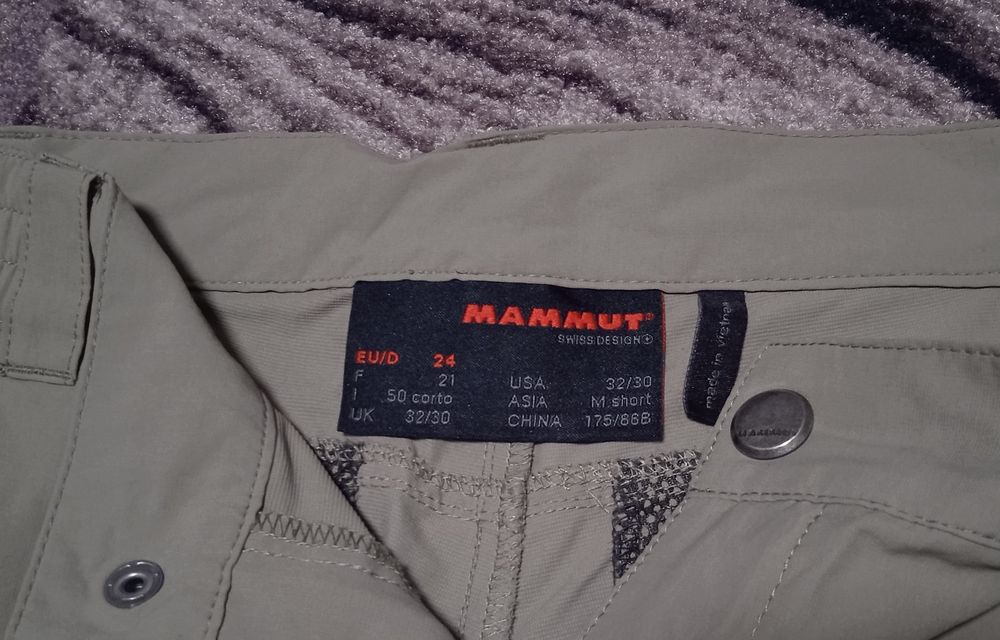 MAMMUT®
SWISS DESIGN
EU/D 24
F 21
I 50 corto
UK 32/30
USA 32/30
ASIA M short
CHINA 175/86B
made in vietnam
MAMMUT